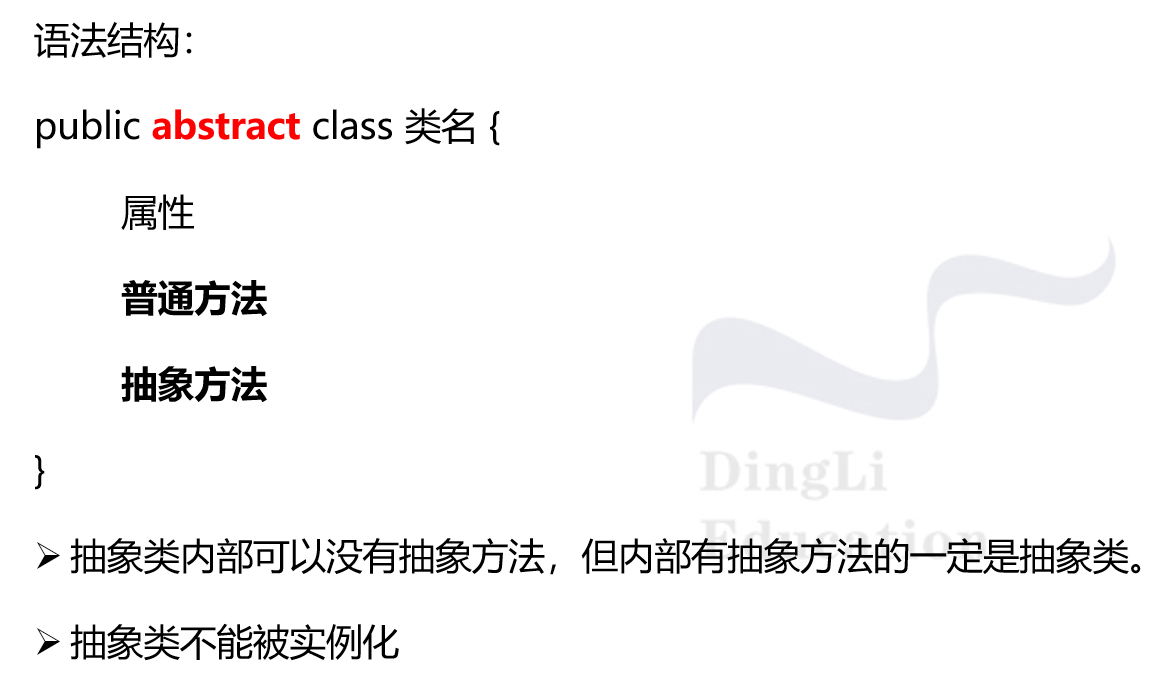 语法结构：
public abstract class 类名 {
属性
普通方法
抽象方法
}
DingLi
Education
➢ 抽象类内部可以没有抽象方法，但内部有抽象方法的一定是抽象类。
➢ 抽象类不能被实例化